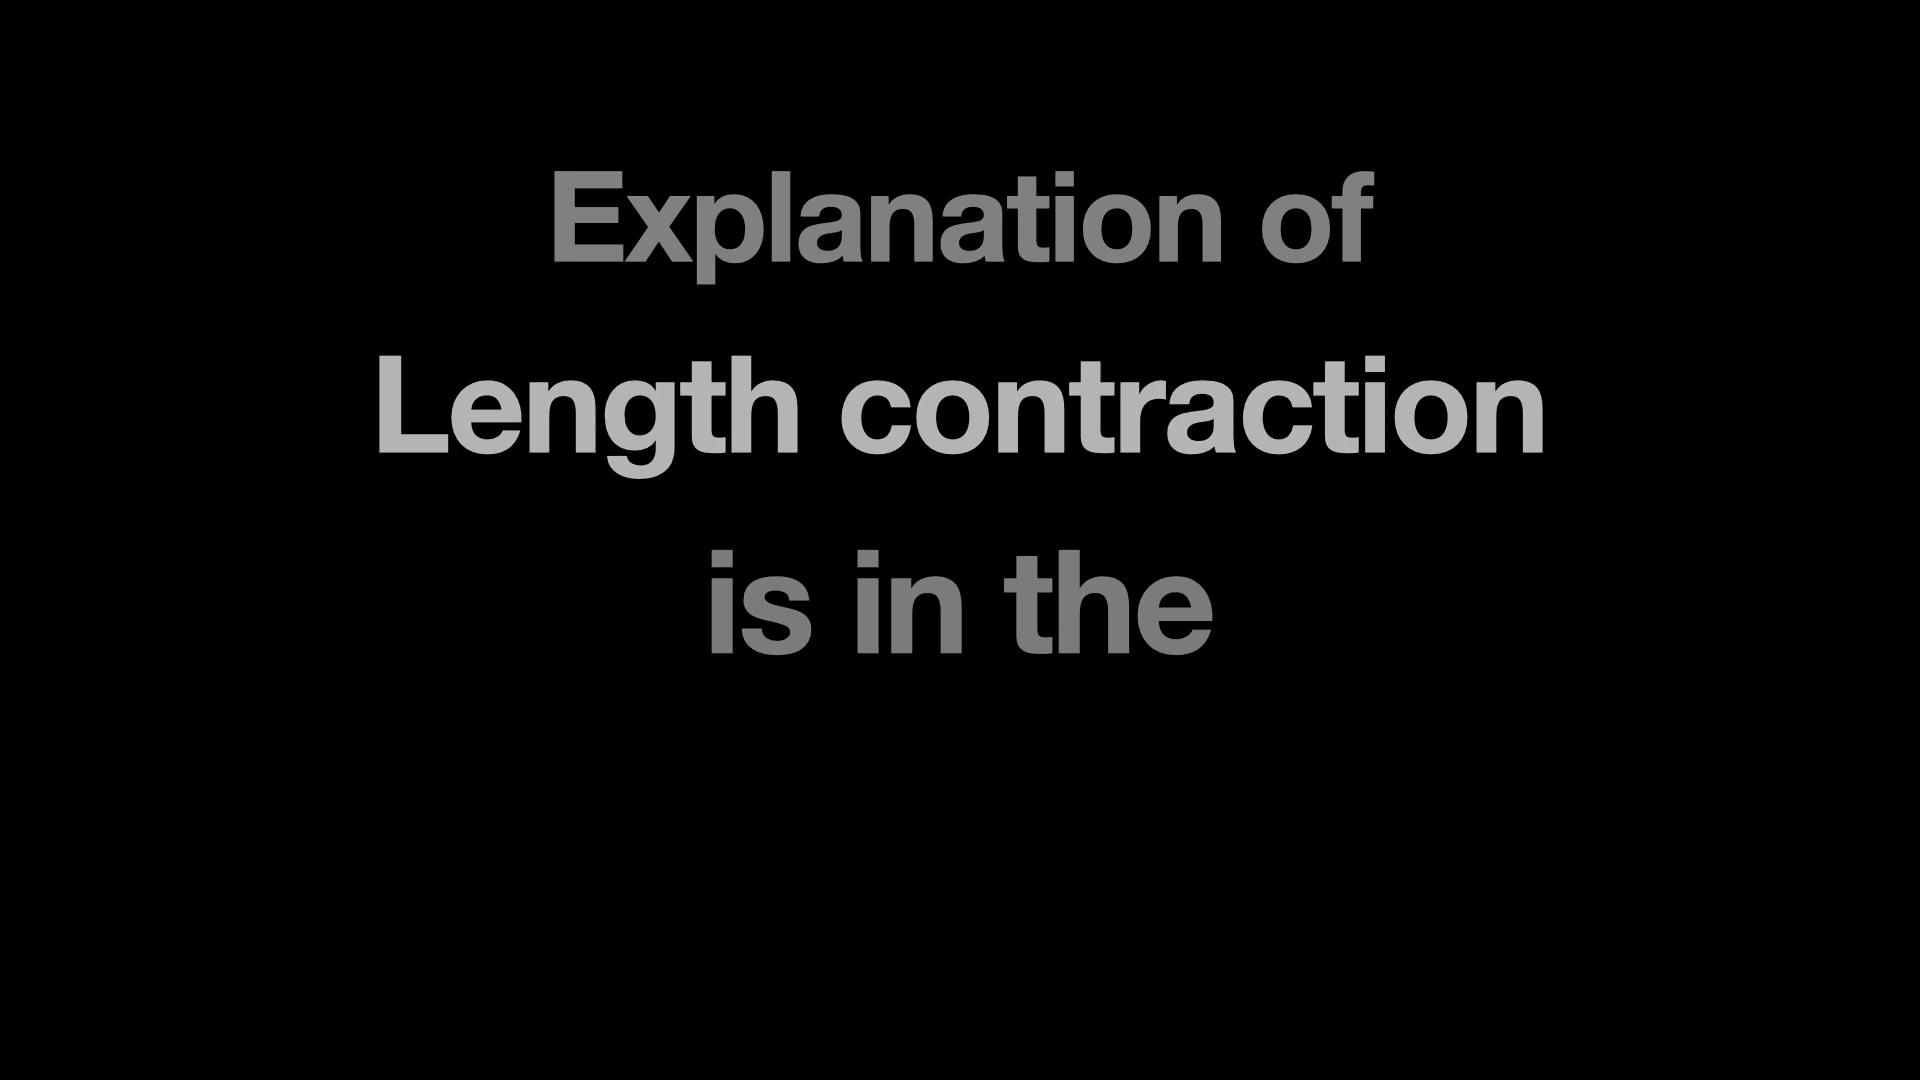 Explanation of
Length contraction
is in the